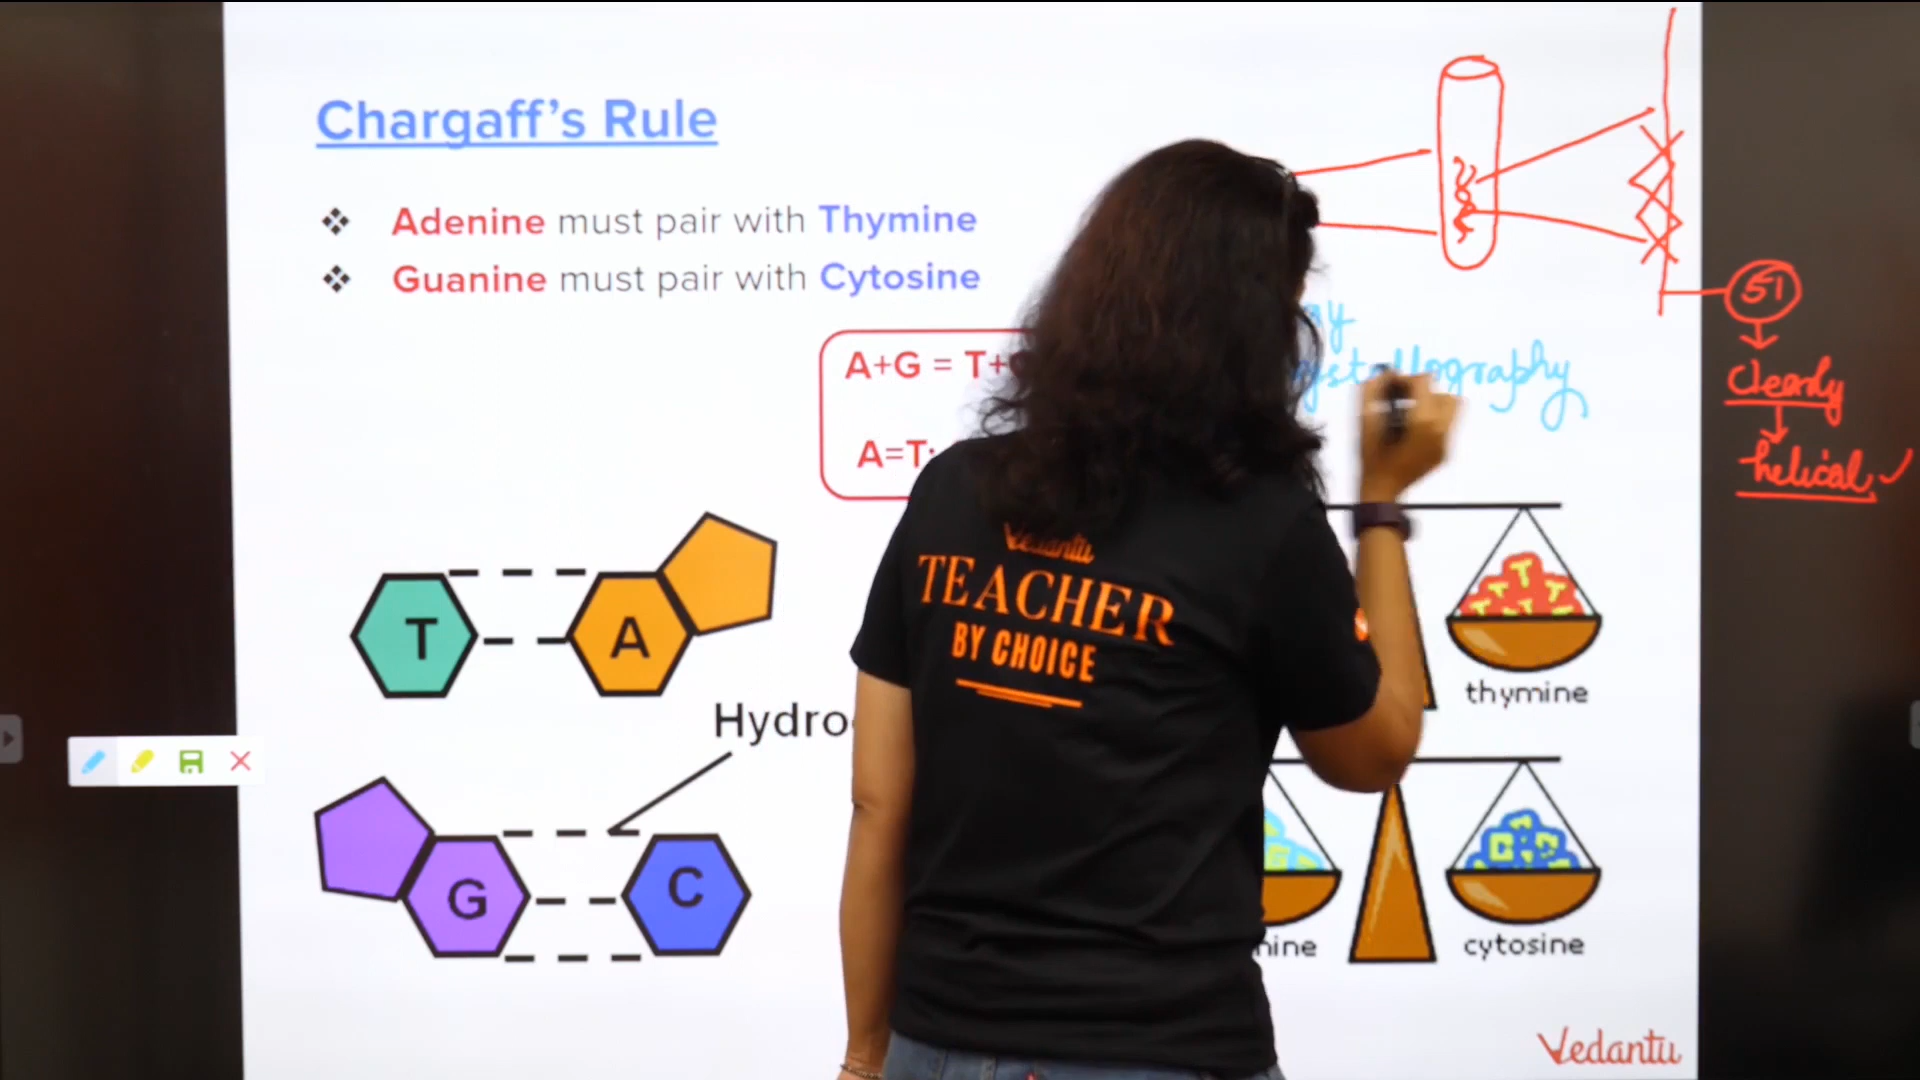 Chargaff’s Rule
❖ Adenine must pair with Thymine
❖ Guanine must pair with Cytosine
A+G = T+
A=T
51
clearly
helical
T
A
G
C
thymine
cytosine
Vedantu
TEACHER
BY CHOICE
Vedantu